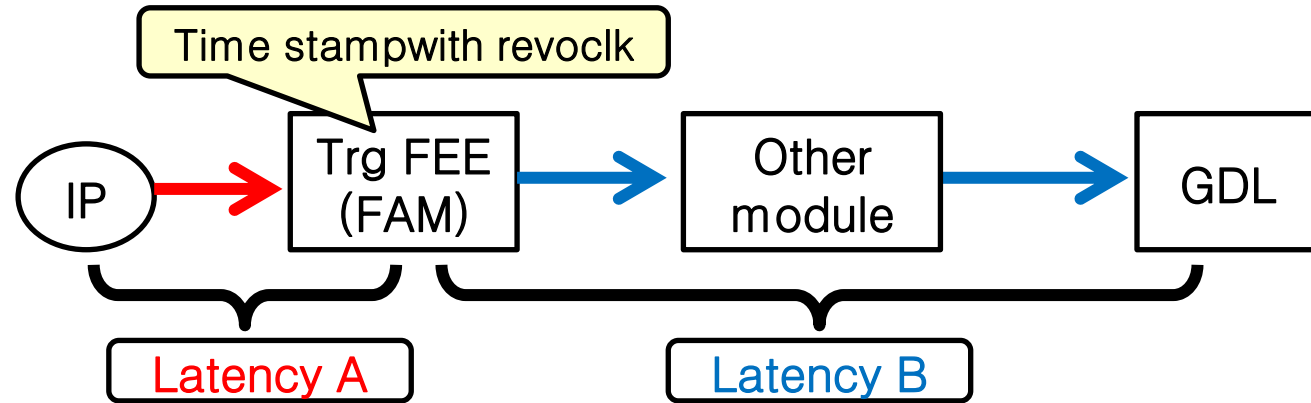 Time stampwith revoclk
IP
Trg FEE
(FAM)
Other
module
GDL
Latency A
Latency B